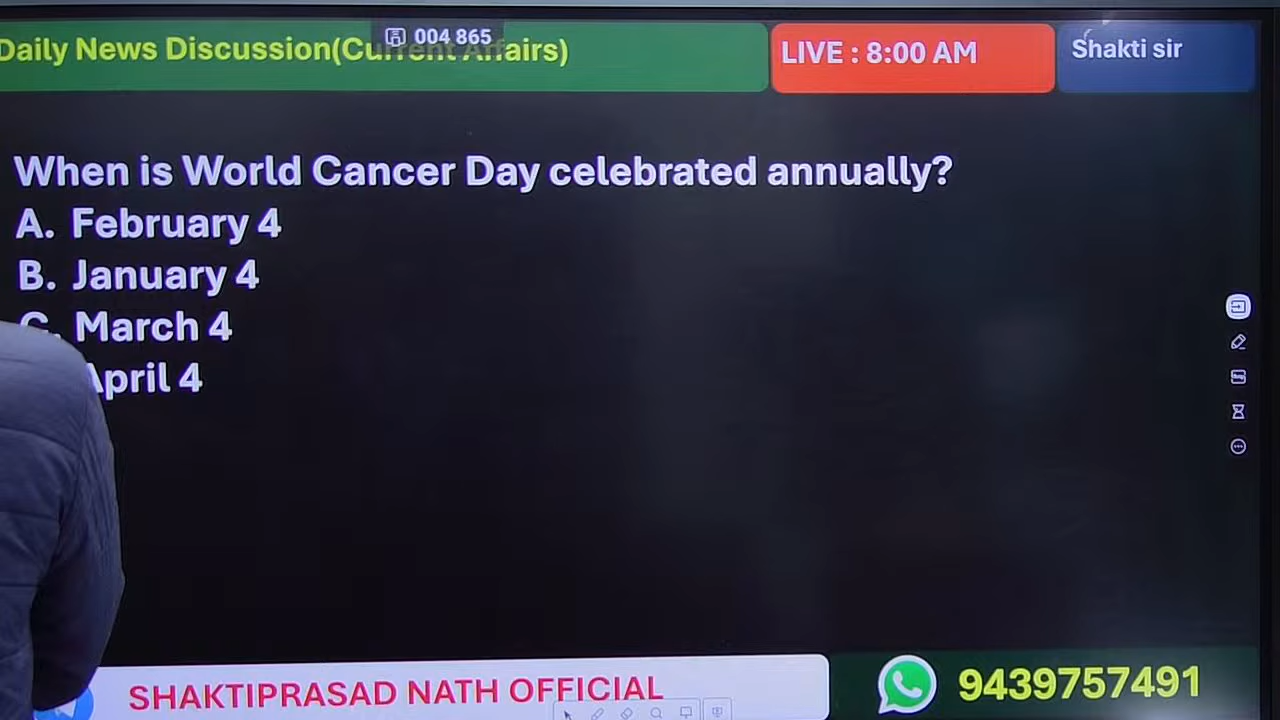 Daily News Discussion(Current Affairs)
004 865
LIVE : 8:00 AM
Shakti sir
When is World Cancer Day celebrated annually?
A. February 4
B. January 4
C. March 4
April 4
SHAKTIPRASAD NATH OFFICIAL
9439757491